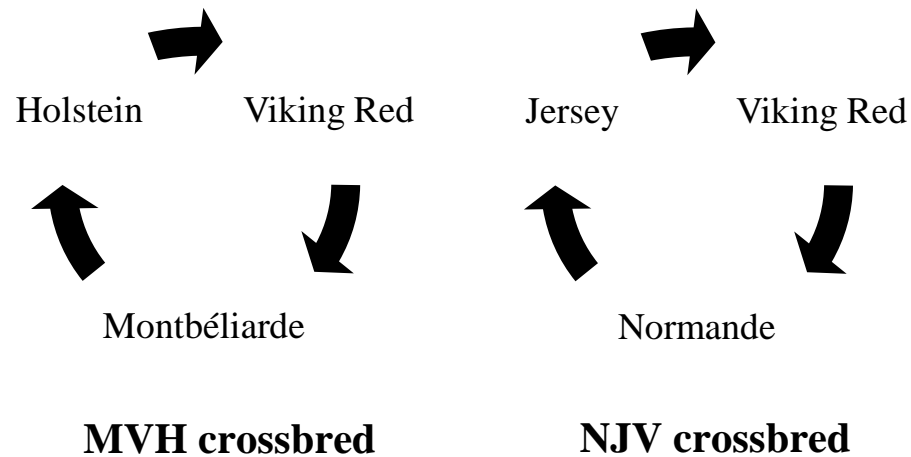 Holstein
Viking Red
Montbéliarde
MVH crossbred
Jersey
Viking Red
Normande
NJV crossbred